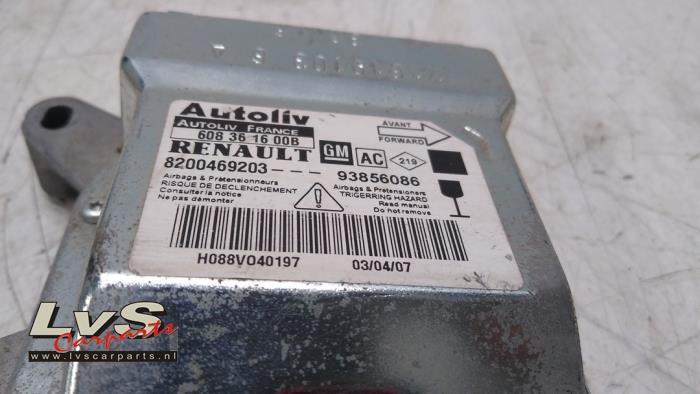 Autoliv
AUTOLIV FRANCE
608 36 16 00B
RENAULT
8200469203---
GM
AC
219
93856086
AVANT
FORWARD
Airbags & Prétensionneurs
RISQUE DE DECLENCHEMENT
Consulter la notice
Ne pas démonter
Airbags & Pretensioners
TRIGERRING HAZARD
Read manual
Do not remove
H088V040197
03/04/07
LvS
Carparts
www.lvscarparts.nl